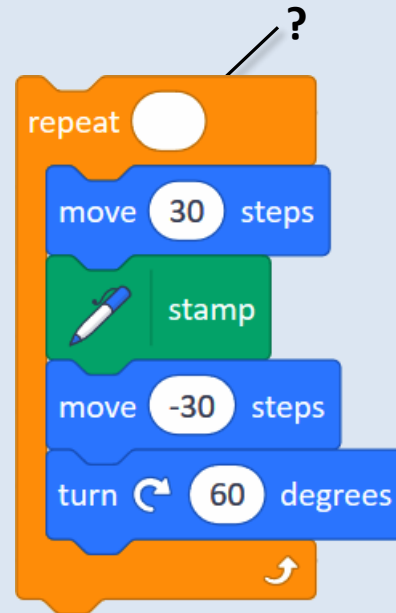 ?
repeat
move 30 steps
stamp
move -30 steps
turn 60 degrees